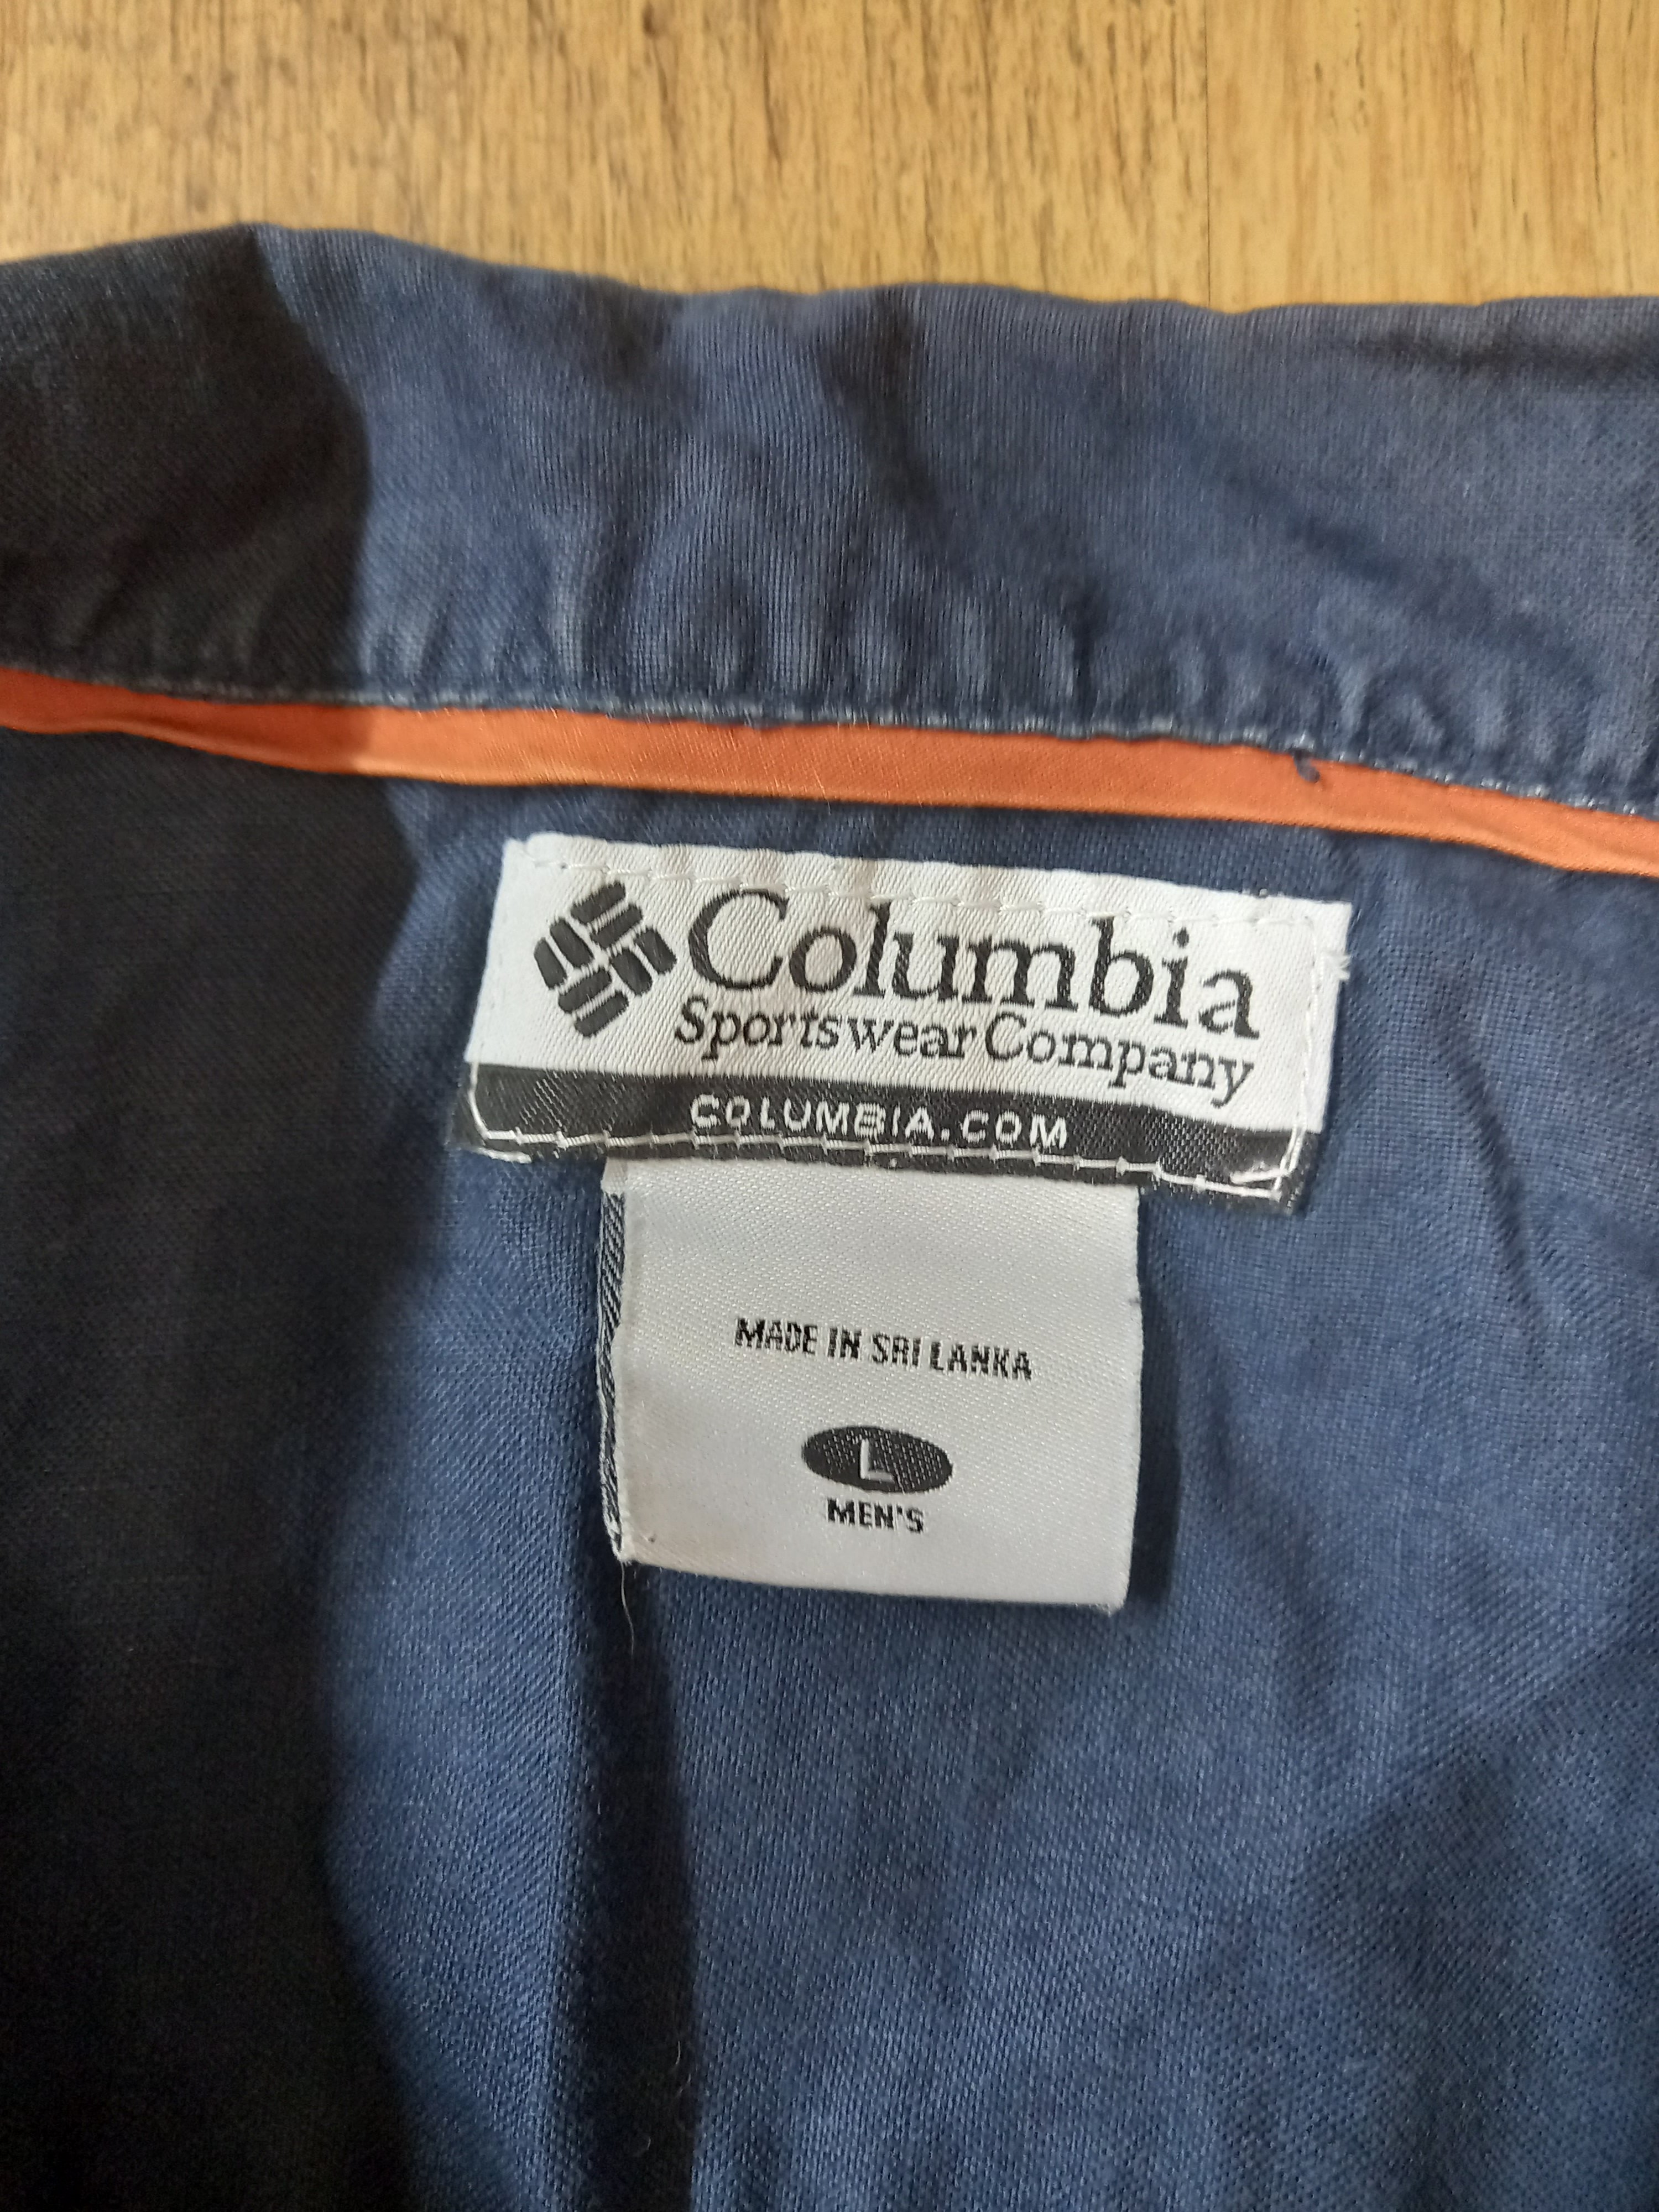 Columbia
Sportswear Company
COLUMBIA.COM
MADE IN SRI LANKA
L
MEN'S